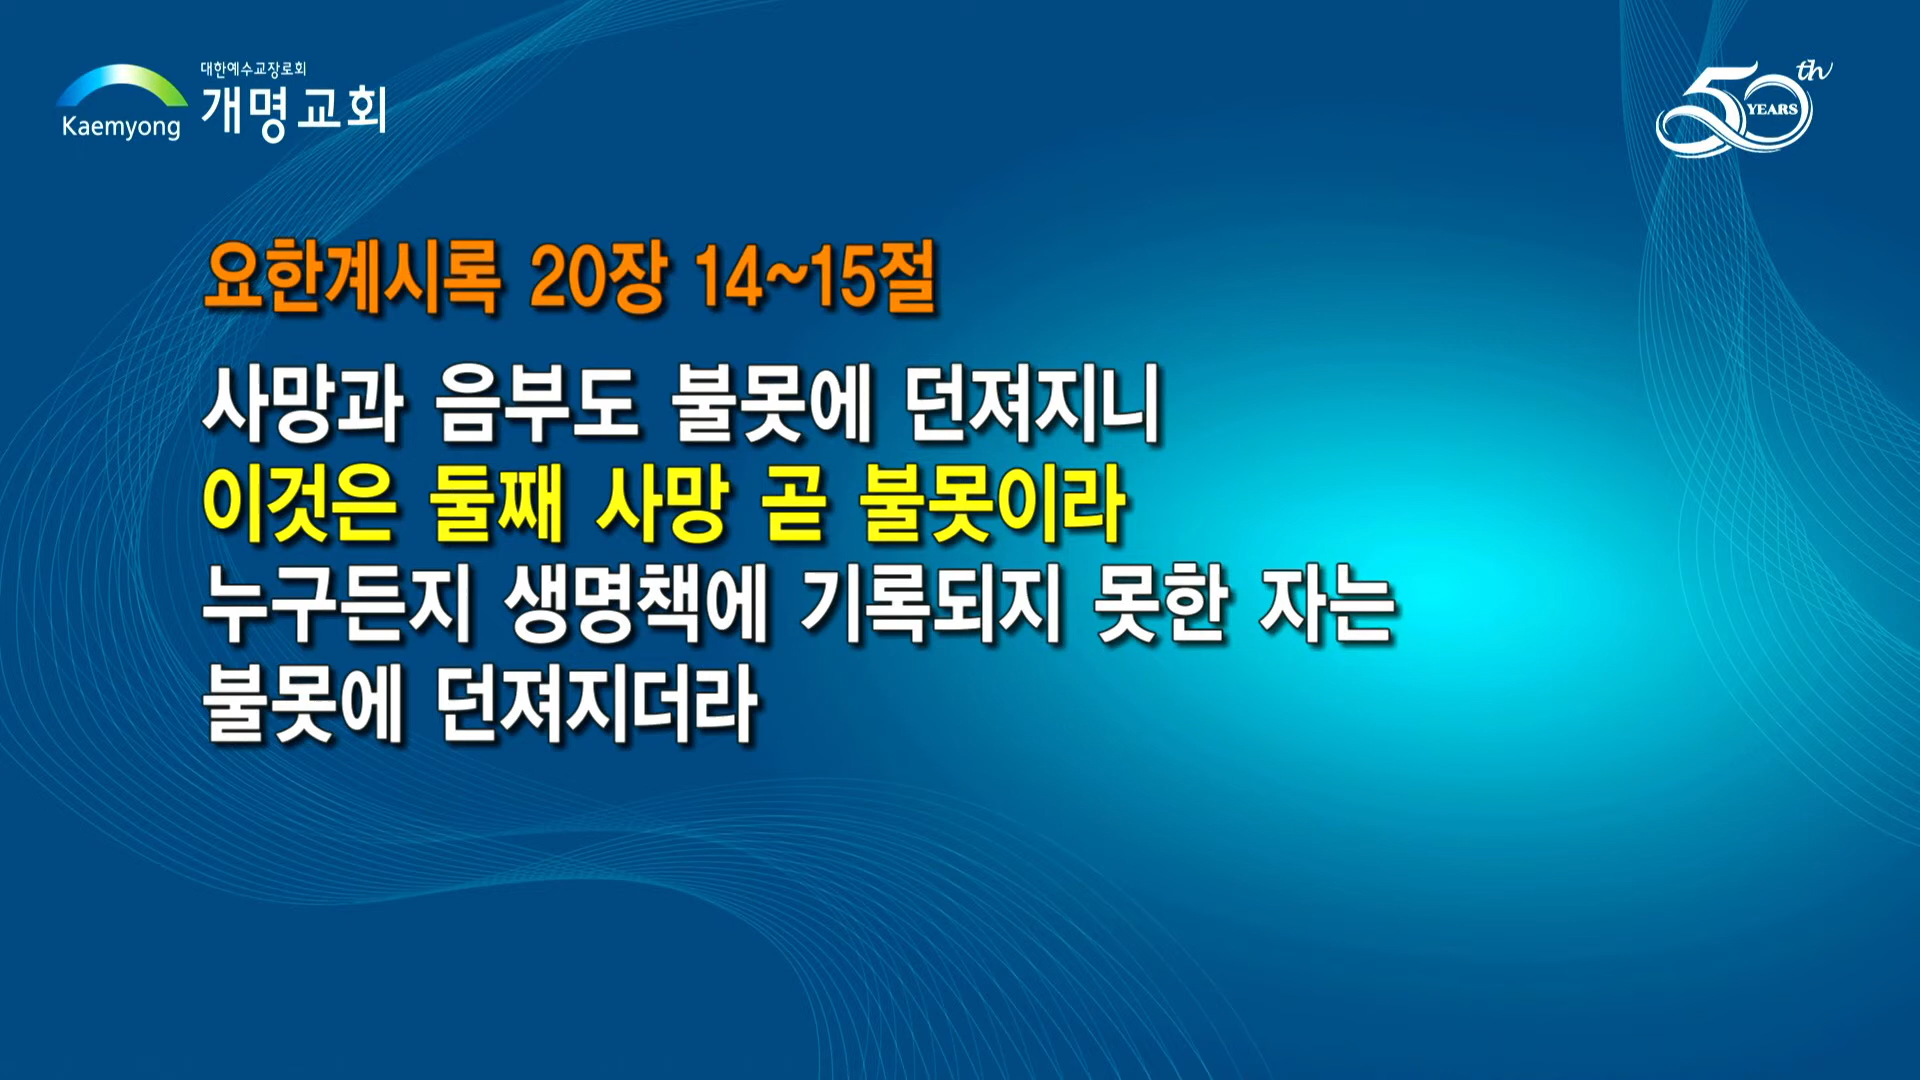 대한예수교장로회
개명교회
Kaemyong
50th
YEARS
요한계시록 20장 14~15절
사망과 음부도 불못에 던져지니
이것은 둘째 사망 곧 불못이라
누구든지 생명책에 기록되지 못한 자는
불못에 던져지더라